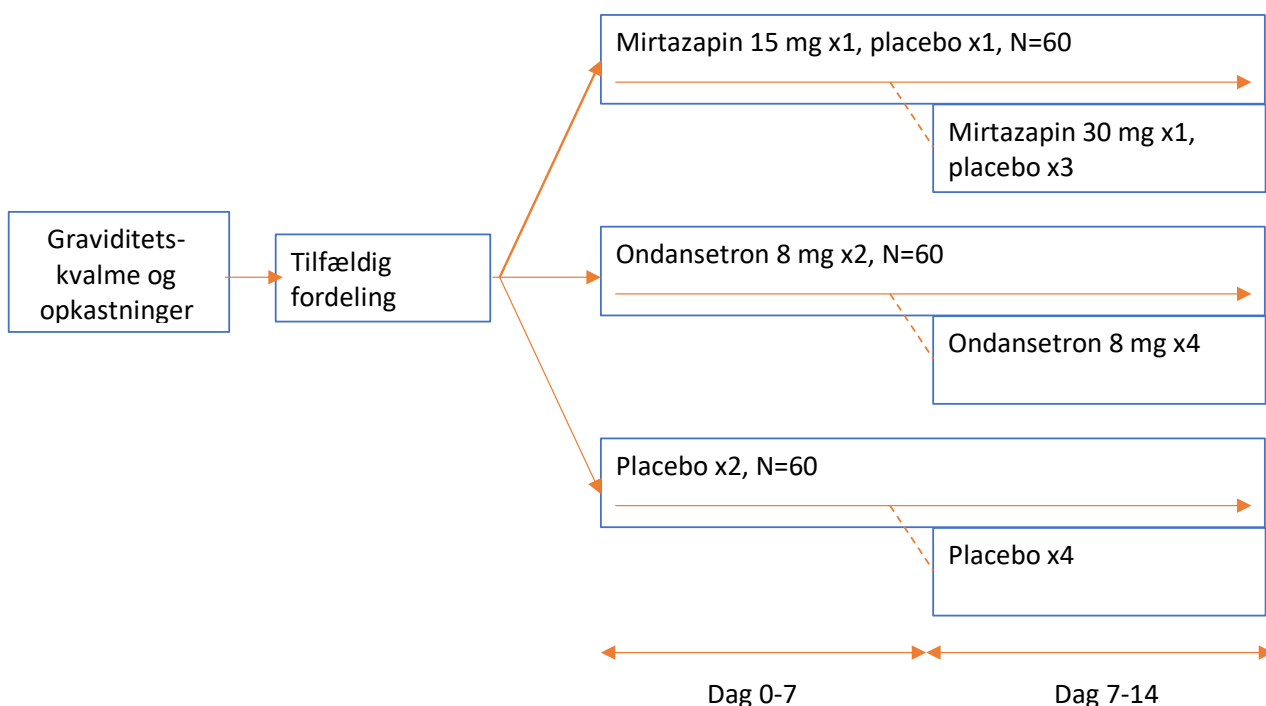 Graviditets-
kvalme og
opkastninger
Tilfældig
fordeling
Mirtazapin 15 mg x1, placebo x1, N=60
Mirtazapin 30 mg x1,
placebo x3
Ondansetron 8 mg x2, N=60
Ondansetron 8 mg x4
Placebo x2, N=60
Placebo x4
Dag 0-7
Dag 7-14